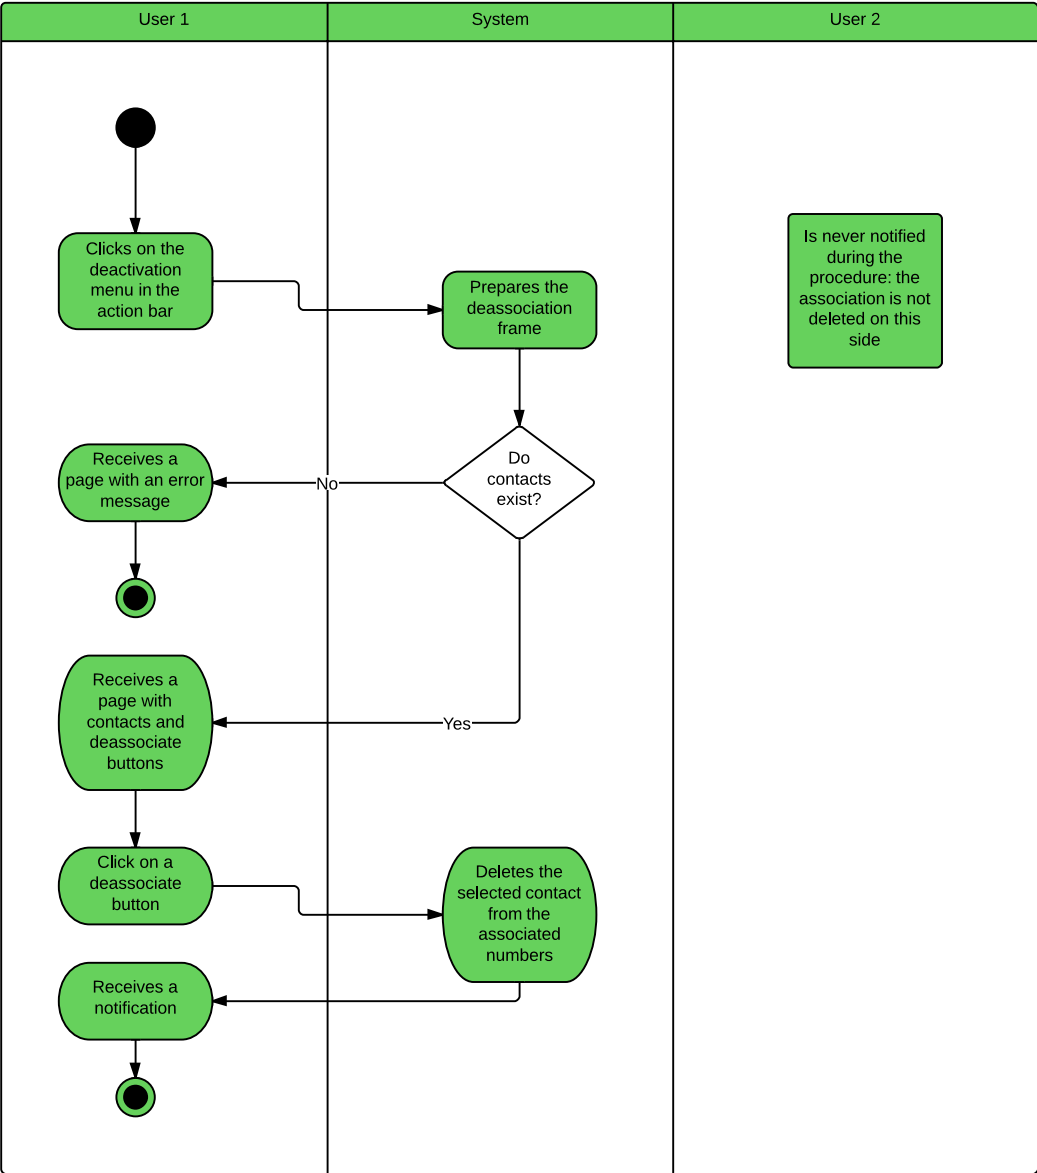 User 1
System
User 2
Clicks on the
deactivation
menu in the
action bar
Prepares the
deassociation
frame
Is never notified
during the
procedure: the
association is not
deleted on this
side
Do
contacts
exist?
No
Receives a
page with an error
message
Yes
Receives a
page with
contacts and
deassociate
buttons
Click on a
deassociate
button
Deletes the
selected contact
from the
associated
numbers
Receives a
notification